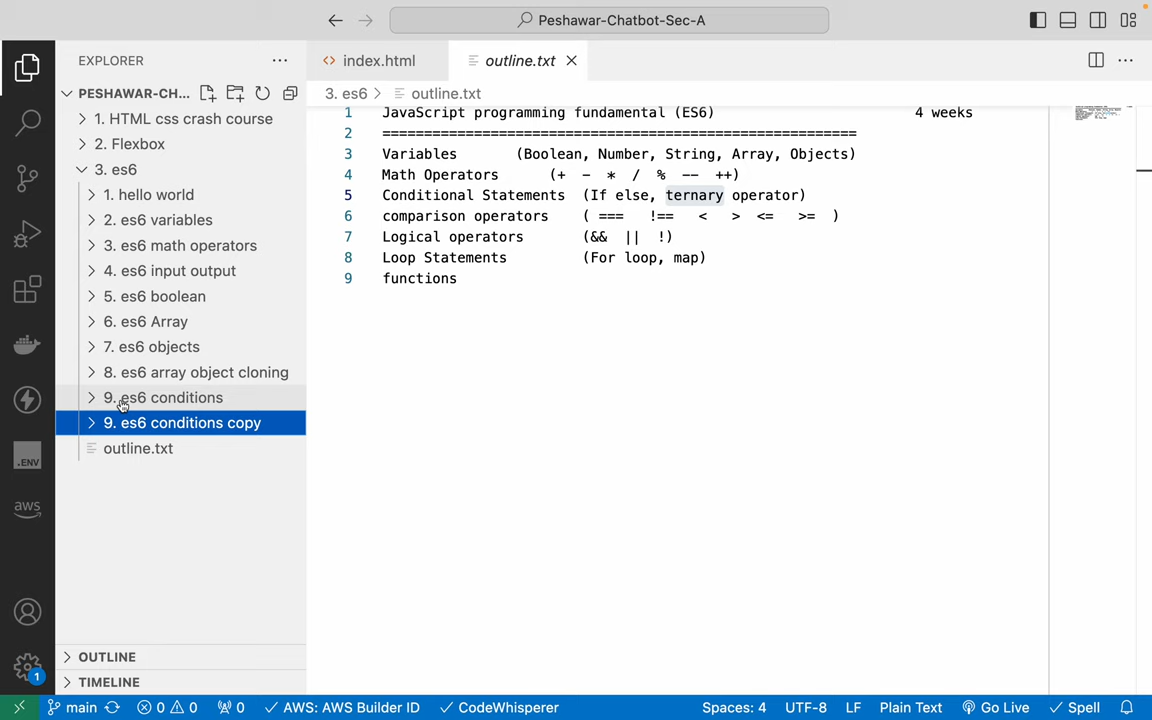 Peshawar-Chatbot-Sec-A
EXPLORER
PESHAWAR-CH...
1. HTML css crash course
2. Flexbox
3. es6
1. hello world
2. es6 variables
3. es6 math operators
4. es6 input output
5. es6 boolean
6. es6 Array
7. es6 objects
8. es6 array object cloning
9. es6 conditions
9. es6 conditions copy
outline.txt
OUTLINE
TIMELINE
.ENV
aws
1
index.html
outline.txt
3. es6 > outline.txt
1 JavaScript programming fundamental (ES6) 4 weeks
2 =========================================================
3 Variables (Boolean, Number, String, Array, Objects)
4 Math Operators (+ - * / % -- ++)
5 Conditional Statements (If else, ternary operator)
6 comparison operators ( === !== < > <= >= )
7 Logical operators (&& || !)
8 Loop Statements (For loop, map)
9 functions
main 0 0 0 AWS: AWS Builder ID CodeWhisperer Spaces: 4 UTF-8 LF Plain Text Go Live Spell